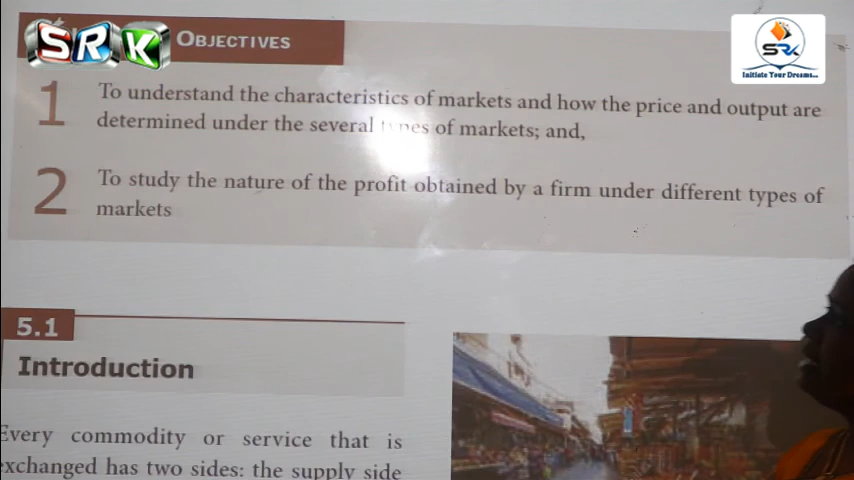 SRK
OBJECTIVES
SRK
Initiate Your Dreams...
1
To understand the characteristics of markets and how the price and output are
determined under the several types of markets; and,
2
To study the nature of the profit obtained by a firm under different types of
markets
5.1
Introduction
Every commodity or service that is
exchanged has two sides: the supply side